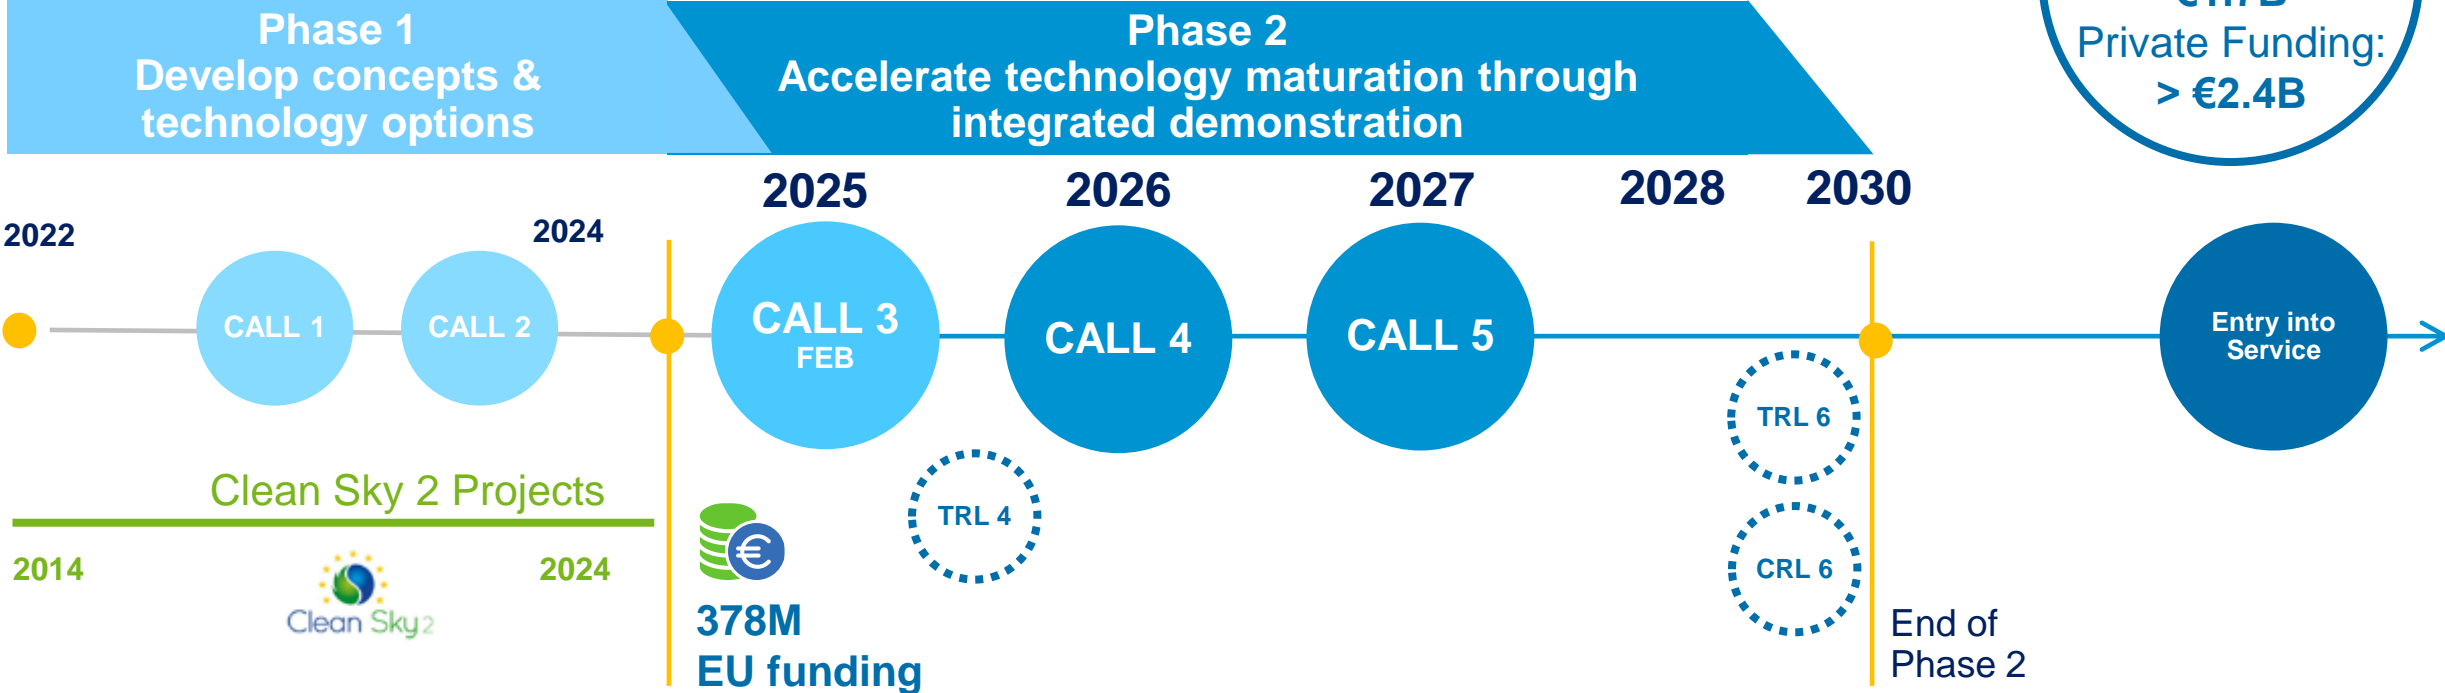 Phase 1
Develop concepts &
technology options
Phase 2
Accelerate technology maturation through
integrated demonstration
Private Funding:
> €2.4B
2022
2024
2025
2026
2027
2028
2030
CALL 1
CALL 2
CALL 3
FEB
CALL 4
CALL 5
Entry into
Service
TRL 4
TRL 6
CRL 6
Clean Sky 2 Projects
2014
2024
Clean Sky 2
€
378M
EU funding
End of
Phase 2